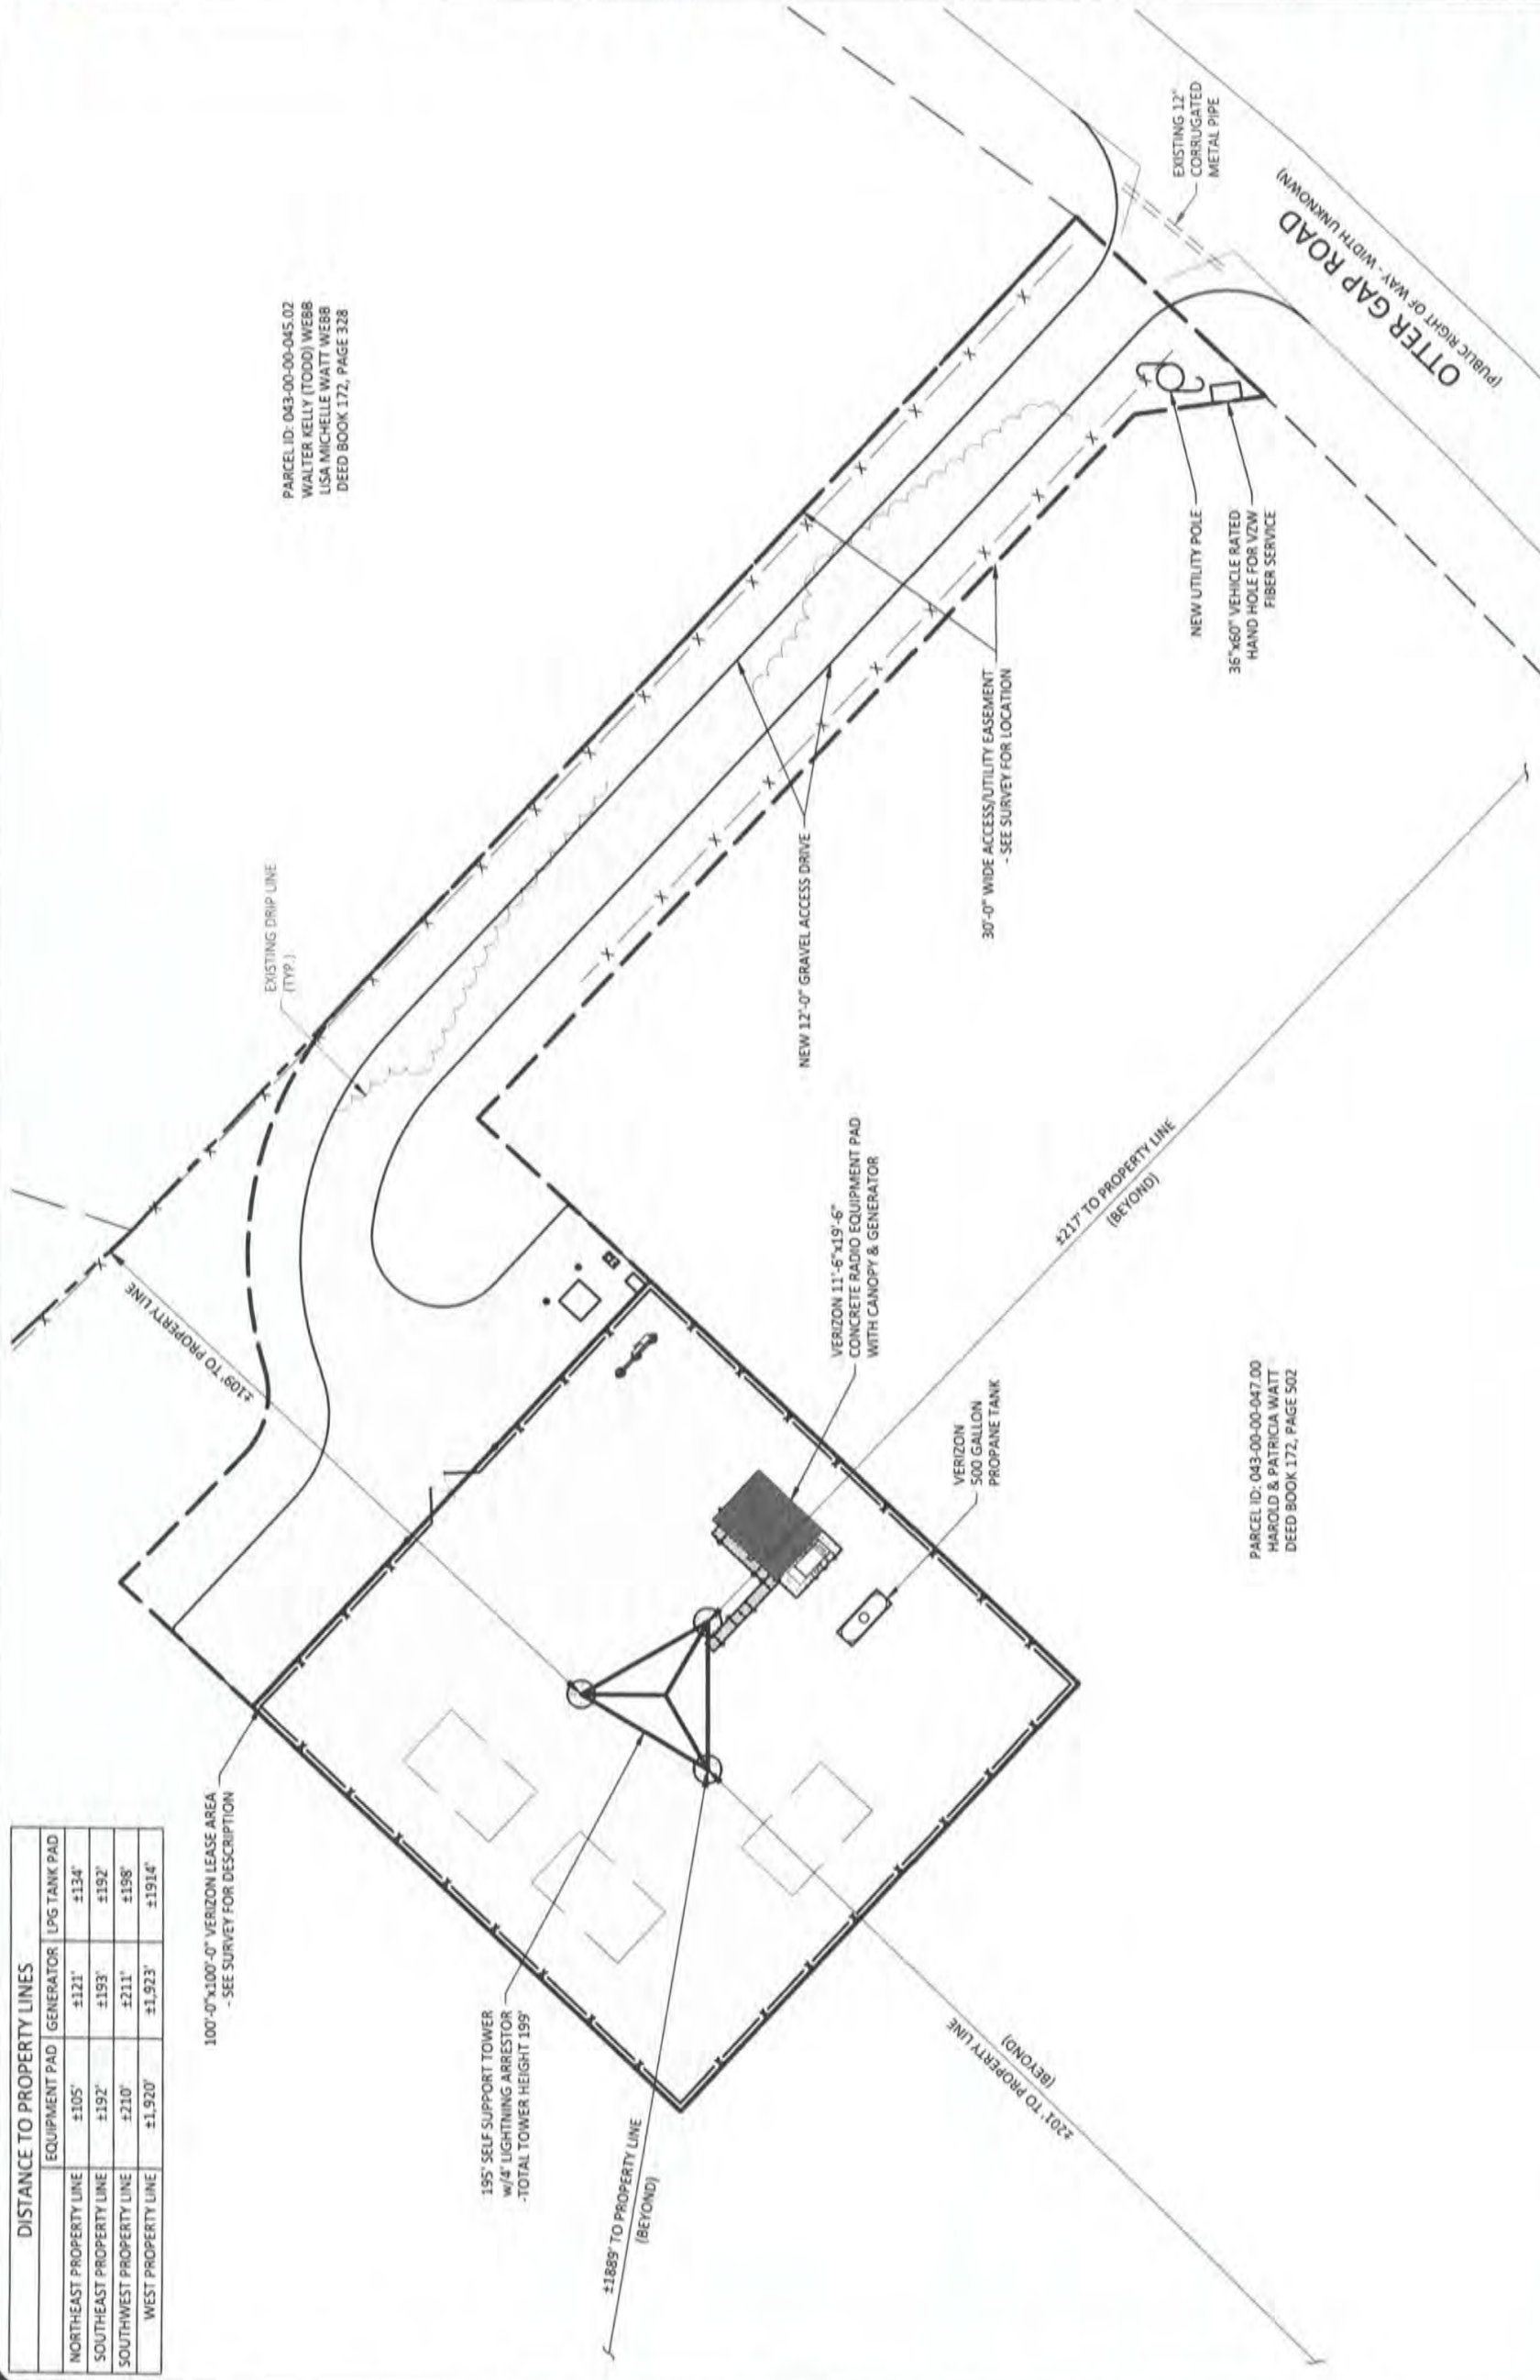 DISTANCE TO PROPERTY LINES
EQUIPMENT PAD GENERATOR LPG TANK PAD
NORTHEAST PROPERTY LINE ±105' ±121' ±134'
SOUTHEAST PROPERTY LINE ±192' ±193' ±192'
SOUTHWEST PROPERTY LINE ±210' ±211' ±198'
WEST PROPERTY LINE ±1,920' ±1,923' ±1914'
100'-0"x100'-0" VERIZON LEASE AREA
- SEE SURVEY FOR DESCRIPTION
±109' TO PROPERTY LINE
EXISTING DRIP LINE
(TYP.)
PARCEL ID: 043-00-00-045.02
WALTER KELLY (TODD) WEBB
LISA MICHELLE WATT WEBB
DEED BOOK 172, PAGE 328
195' SELF SUPPORT TOWER
w/4' LIGHTNING ARRESTOR
-TOTAL TOWER HEIGHT 199'
±1889' TO PROPERTY LINE
(BEYOND)
VERIZON 11'-6"x19'-6"
CONCRETE RADIO EQUIPMENT PAD
WITH CANOPY & GENERATOR
NEW 12'-0" GRAVEL ACCESS DRIVE
VERIZON
500 GALLON
PROPANE TANK
30'-0" WIDE ACCESS/UTILITY EASEMENT
- SEE SURVEY FOR LOCATION
±201' TO PROPERTY LINE
(BEYOND)
±217' TO PROPERTY LINE
(BEYOND)
NEW UTILITY POLE
36"x60" VEHICLE RATED
HAND HOLE FOR VZW
FIBER SERVICE
EXISTING 12"
CORRUGATED
METAL PIPE
OTTER GAP ROAD
(PUBLIC RIGHT OF WAY - WIDTH UNKNOWN)
PARCEL ID: 043-00-00-047.00
HAROLD & PATRICIA WATT
DEED BOOK 172, PAGE 502